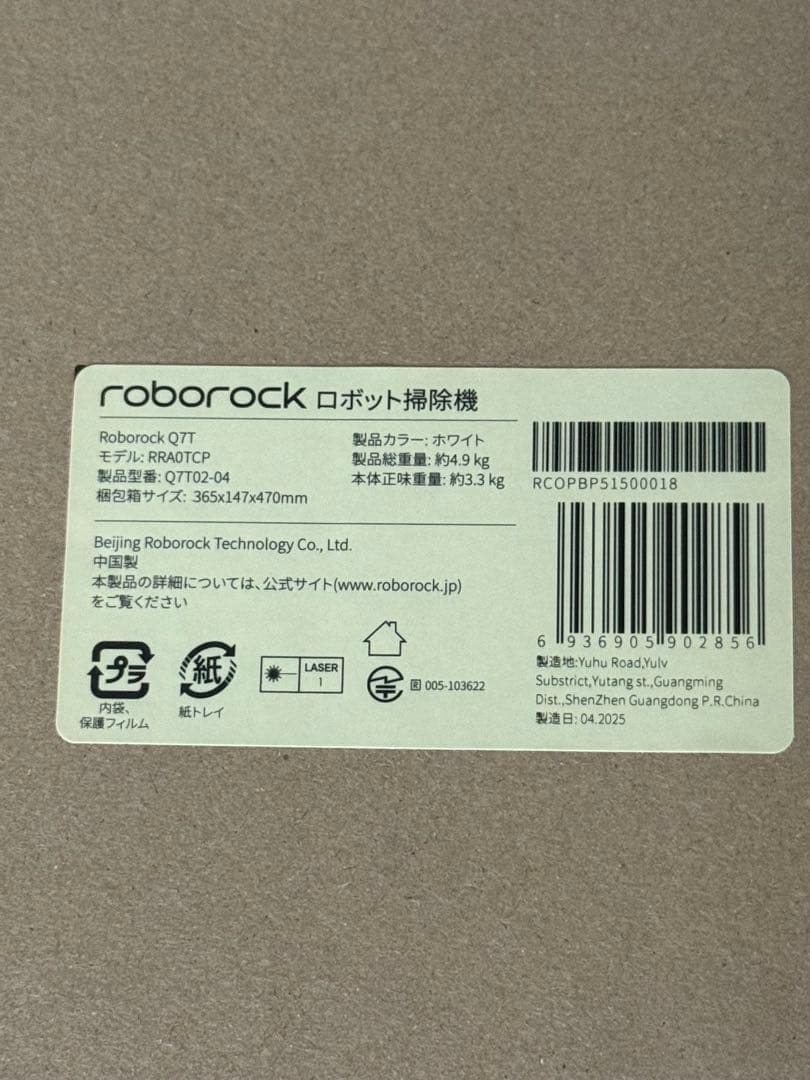 roborock ロボット掃除機
Roborock Q7T
モデル: RRA0TCP
製品型番: Q7T02-04
梱包箱サイズ: 365x147x470mm
製品カラー: ホワイト
製品総重量: 約4.9 kg
本体正味重量: 約3.3 kg
Beijing Roborock Technology Co., Ltd.
中国製
本製品の詳細については、公式サイト(www.roborock.jp)
をご覧ください
プラ
内袋、
保護フィルム
紙
紙トレイ
LASER
1
図 005-103622
RCOPBP51500018
6 936905 902856
製造地:Yuhu Road,Yulv
Substrict,Yutang st.,Guangming
Dist.,ShenZhen Guangdong P.R.China
製造日: 04.2025